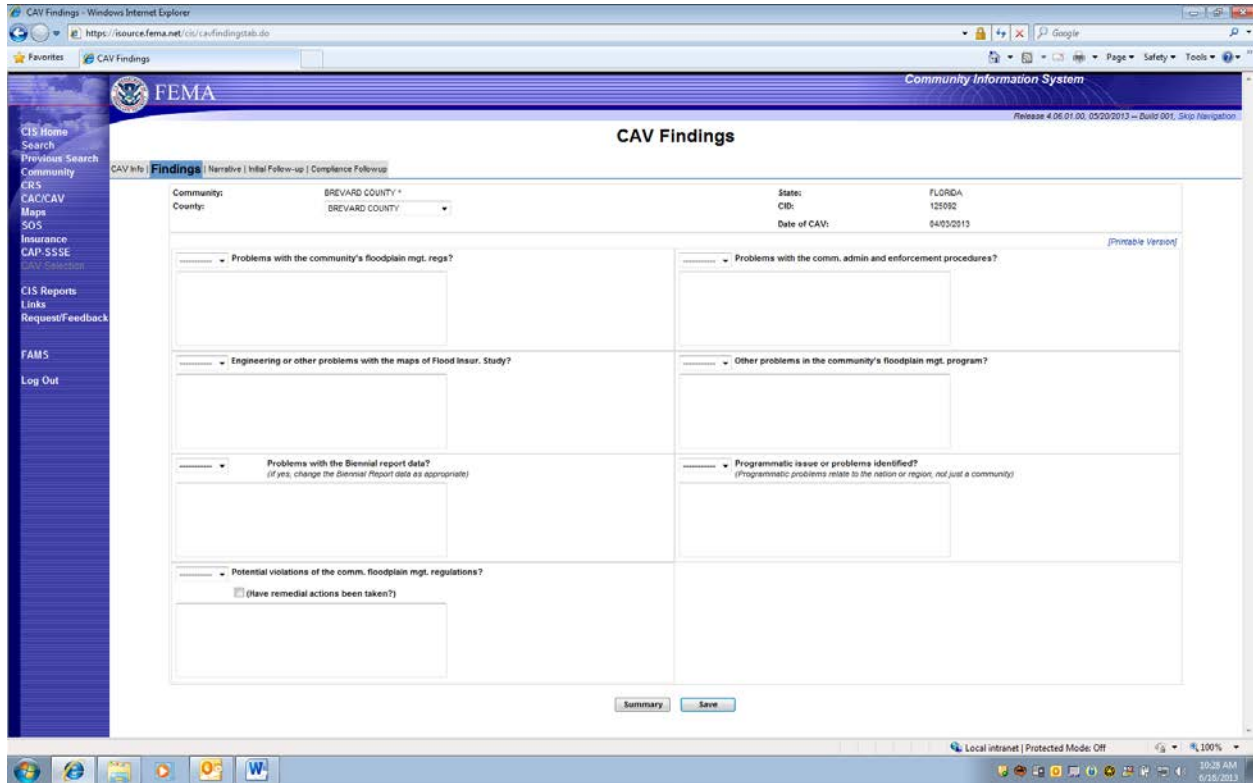 CAV Findings - Windows Internet Explorer
https://isource.fema.net/cis/cavfindingstab.do
Google
Favorites
CAV Findings
Page
Safety
Tools
FEMA
Community Information System
Release 4.06.01.00, 05/20/2013 -- Build 001, Skip Navigation
CIS Home
Search
Previous Search
Community
CRS
CAC/CAV
Maps
SOS
Insurance
CAP-SSSE
CAV Selection
CIS Reports
Links
Request/Feedback
FAMS
Log Out
CAV Findings
CAV Info | Findings | Narrative | Initial Follow-up | Compliance Followup
Community: BREVARD COUNTY *
State: FLORIDA
County: BREVARD COUNTY
CID: 125092
Date of CAV: 04/03/2013
[Printable Version]
Problems with the community's floodplain mgt. regs?
Problems with the comm. admin and enforcement procedures?
Engineering or other problems with the maps of Flood Insur. Study?
Other problems in the community's floodplain mgt. program?
Problems with the Biennial report data?
(If yes, change the Biennial Report data as appropriate)
Programmatic issue or problems identified?
(Programmatic problems relate to the nation or region, not just a community)
Potential violations of the comm. floodplain mgt. regulations?
(Have remedial actions been taken?)
Summary
Save
Local intranet | Protected Mode: Off
100%
10:28 AM
6/18/2013